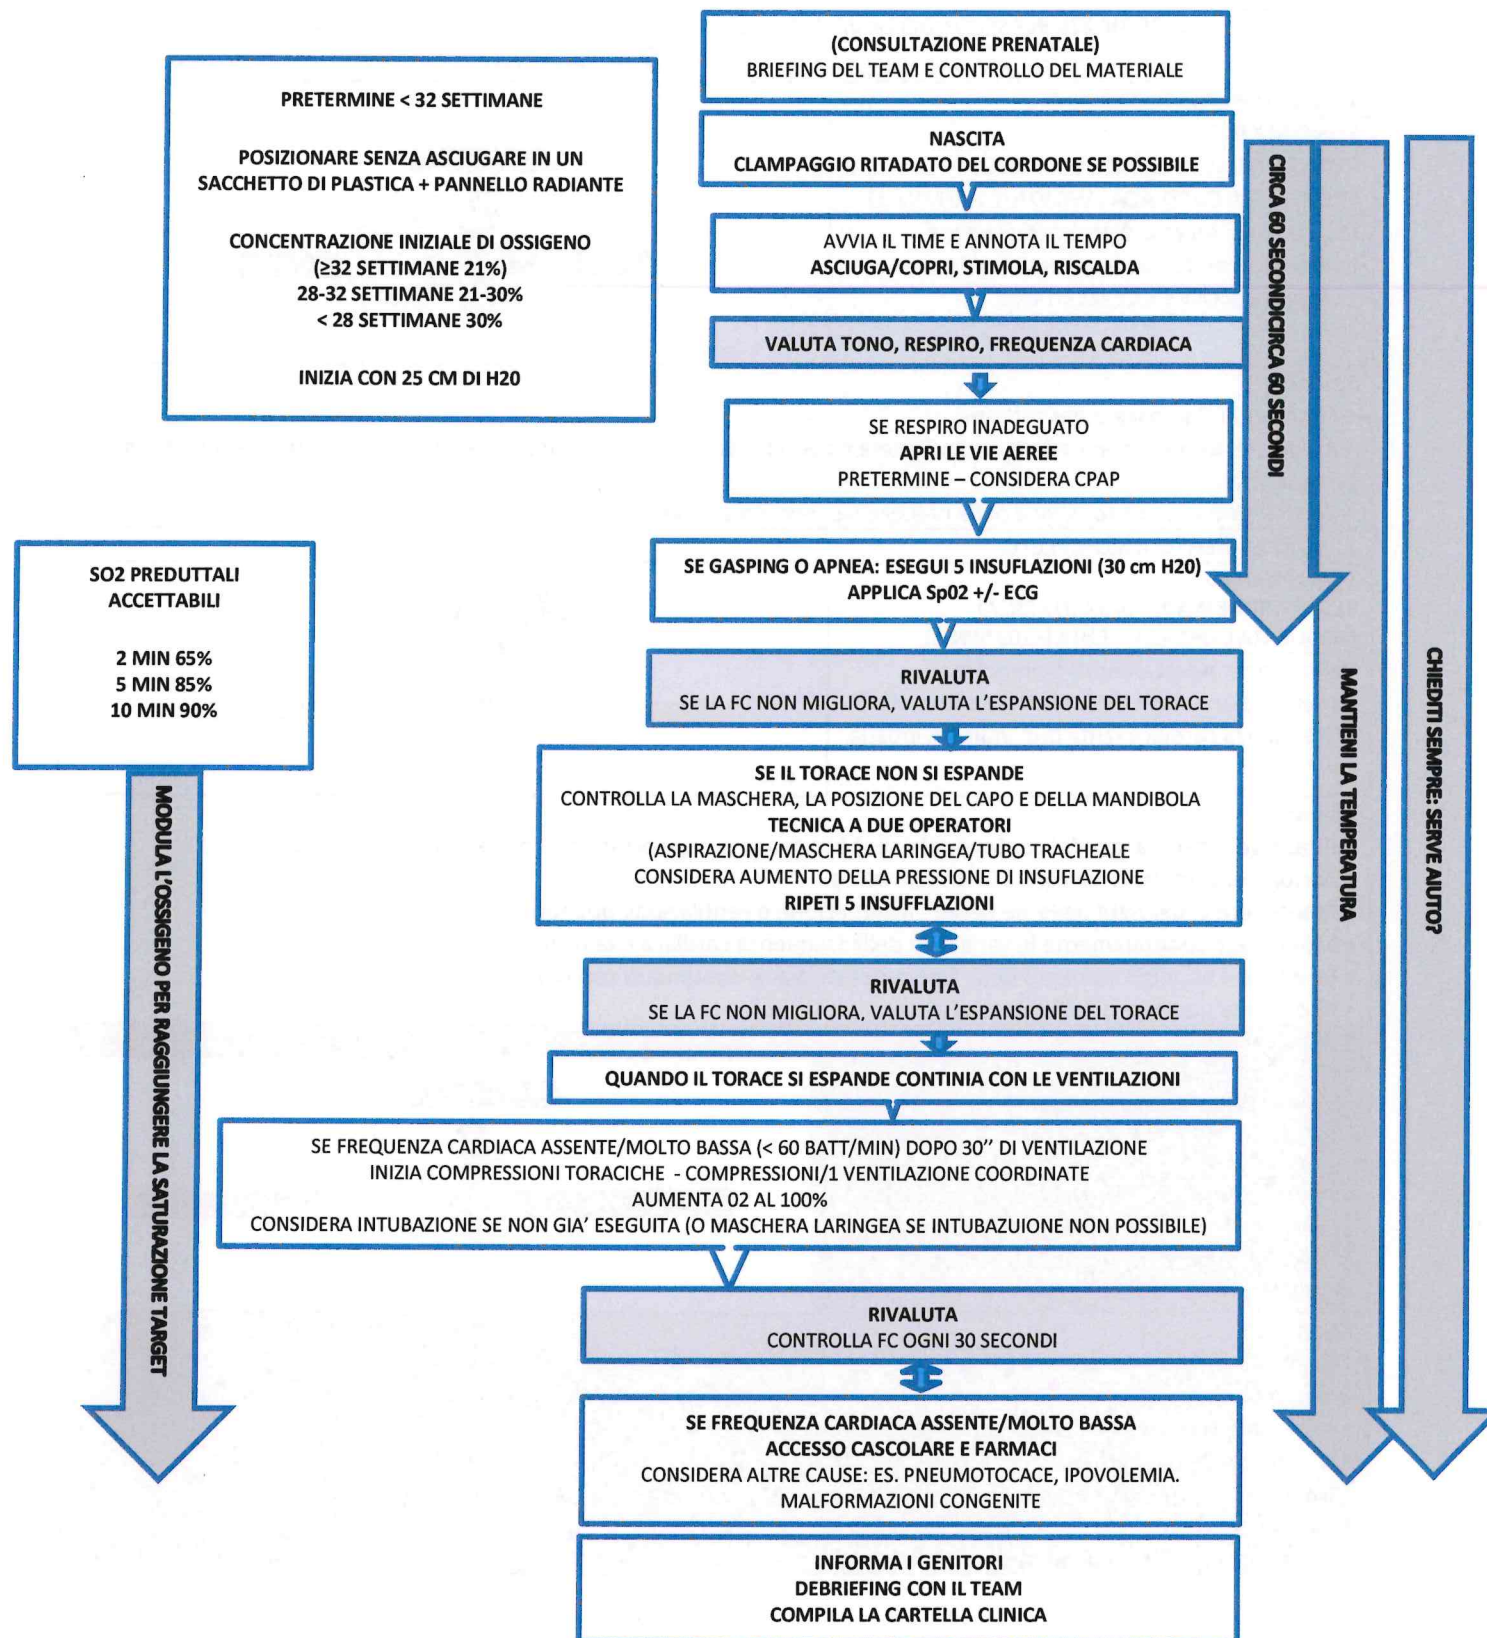 (CONSULTAZIONE PRENATALE)
BRIEFING DEL TEAM E CONTROLLO DEL MATERIALE
PRETERMINE < 32 SETTIMANE
POSIZIONARE SENZA ASCIUGARE IN UN
SACCHETTO DI PLASTICA + PANNELLO RADIANTE
CONCENTRAZIONE INIZIALE DI OSSIGENO
(≥32 SETTIMANE 21%)
28-32 SETTIMANE 21-30%
< 28 SETTIMANE 30%
INIZIA CON 25 CM DI H20
NASCITA
CLAMPAGGIO RITADATO DEL CORDONE SE POSSIBILE
AVVIA IL TIME E ANNOTA IL TEMPO
ASCIUGA/COPRI, STIMOLA, RISCALDA
VALUTA TONO, RESPIRO, FREQUENZA CARDIACA
SE RESPIRO INADEGUATO
APRI LE VIE AEREE
PRETERMINE – CONSIDERA CPAP
SE GASPING O APNEA: ESEGUI 5 INSUFLAZIONI (30 cm H20)
APPLICA Sp02 +/- ECG
CIRCA 60 SECONDICIRCA 60 SECONDI
MANTIENI LA TEMPERATURA
CHIEDITI SEMPRE: SERVE AIUTO?
SO2 PREDUTTALI
ACCETTABILI
2 MIN 65%
5 MIN 85%
10 MIN 90%
MODULA L'OSSIGENO PER RAGGIUNGERE LA SATURAZIONE TARGET
RIVALUTA
SE LA FC NON MIGLIORA, VALUTA L'ESPANSIONE DEL TORACE
SE IL TORACE NON SI ESPANDE
CONTROLLA LA MASCHERA, LA POSIZIONE DEL CAPO E DELLA MANDIBOLA
TECNICA A DUE OPERATORI
(ASPIRAZIONE/MASCHERA LARINGEA/TUBO TRACHEALE
CONSIDERA AUMENTO DELLA PRESSIONE DI INSUFLAZIONE
RIPETI 5 INSUFFLAZIONI
RIVALUTA
SE LA FC NON MIGLIORA, VALUTA L'ESPANSIONE DEL TORACE
QUANDO IL TORACE SI ESPANDE CONTINIA CON LE VENTILAZIONI
SE FREQUENZA CARDIACA ASSENTE/MOLTO BASSA (< 60 BATT/MIN) DOPO 30'' DI VENTILAZIONE
INIZIA COMPRESSIONI TORACICHE - COMPRESSIONI/1 VENTILAZIONE COORDINATE
AUMENTA 02 AL 100%
CONSIDERA INTUBAZIONE SE NON GIA' ESEGUITA (O MASCHERA LARINGEA SE INTUBAZUIONE NON POSSIBILE)
RIVALUTA
CONTROLLA FC OGNI 30 SECONDI
SE FREQUENZA CARDIACA ASSENTE/MOLTO BASSA
ACCESSO CASCOLARE E FARMACI
CONSIDERA ALTRE CAUSE: ES. PNEUMOTOCACE, IPOVOLEMIA.
MALFORMAZIONI CONGENITE
INFORMA I GENITORI
DEBRIEFING CON IL TEAM
COMPILA LA CARTELLA CLINICA